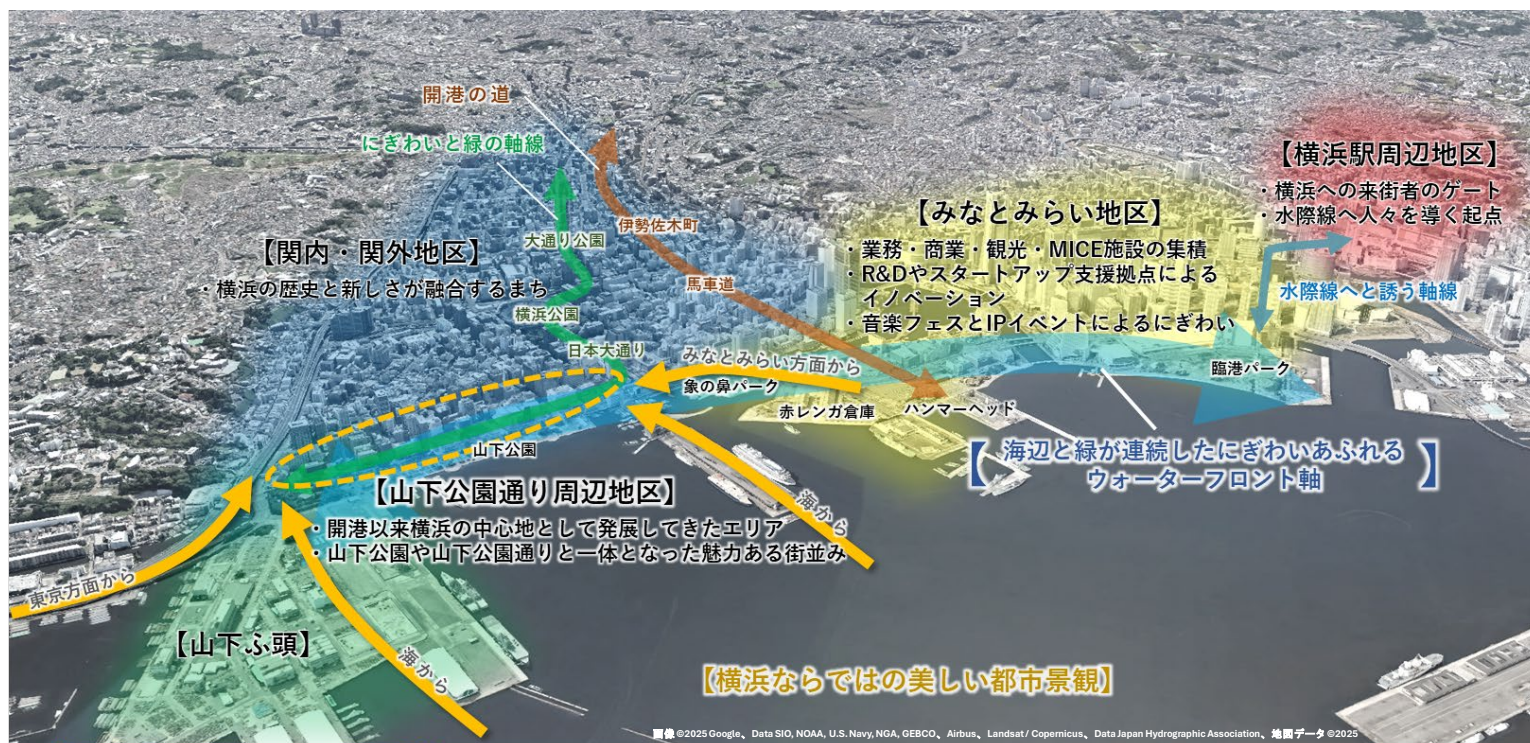 開港の道
にぎわいと緑の軸線
【横浜駅周辺地区】
・横浜への来街者のゲート
・水際線へ人々を導く起点
伊勢佐木町
【みなとみらい地区】
大通り公園
【関内・関外地区】
・業務・商業・観光・MICE施設の集積
・R&Dやスタートアップ支援拠点による
イノベーション
・横浜の歴史と新しさが融合するまち
馬車道
水際線へと誘う軸線
横浜公園
・音楽フェスとIPイベントによるにぎわい
日本大通り
みなとみらい方面から
臨港パーク
象の鼻パーク
赤レンガ倉庫
ハンマーヘッド
山下公園
【海辺と緑が連続したにぎわいあふれる
ウォーターフロント軸】
【山下公園通り周辺地区】
・開港以来横浜の中心地として発展してきたエリア
・山下公園や山下公園通りと一体となった魅力ある街並み
海から
東京方面から
【山下ふ頭】
海から
【横浜ならではの美しい都市景観】
画像 ©2025 Google、Data SIO, NOAA, U.S. Navy, NGA, GEBCO、Airbus、Landsat / Copernicus、Data Japan Hydrographic Association、地図データ ©2025